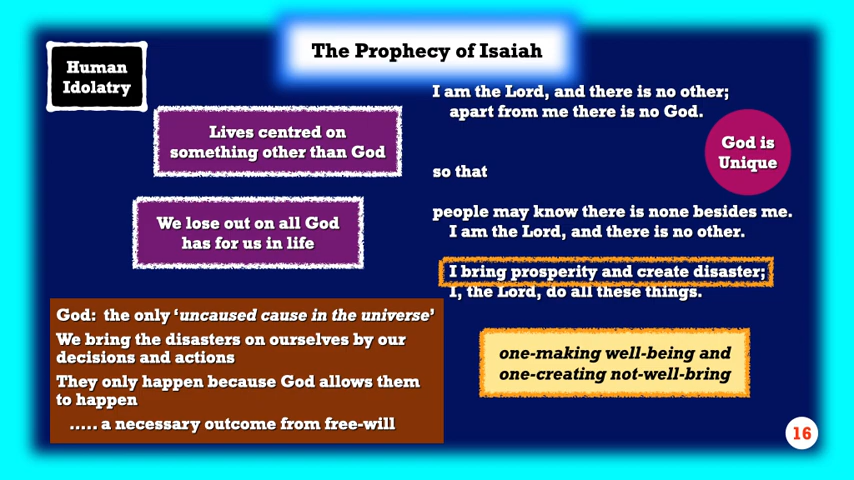 The Prophecy of Isaiah
Human
Idolatry
Lives centred on
something other than God
We lose out on all God
has for us in life
God: the only ‘uncaused cause in the universe’
We bring the disasters on ourselves by our
decisions and actions
They only happen because God allows them
to happen
..... a necessary outcome from free-will
I am the Lord, and there is no other;
apart from me there is no God.
God is
Unique
so that
people may know there is none besides me.
I am the Lord, and there is no other.
I bring prosperity and create disaster;
I, the Lord, do all these things.
one-making well-being and
one-creating not-well-bring
16